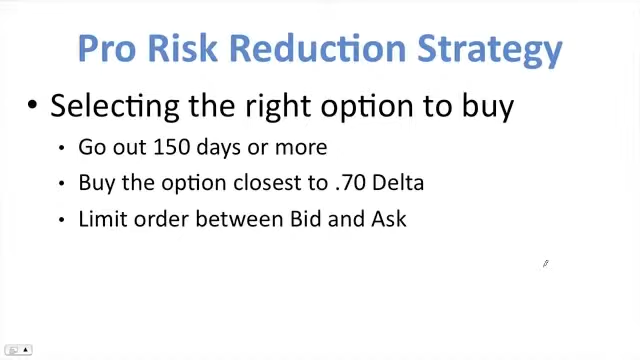 Pro Risk Reduction Strategy
• Selecting the right option to buy
• Go out 150 days or more
• Buy the option closest to .70 Delta
• Limit order between Bid and Ask